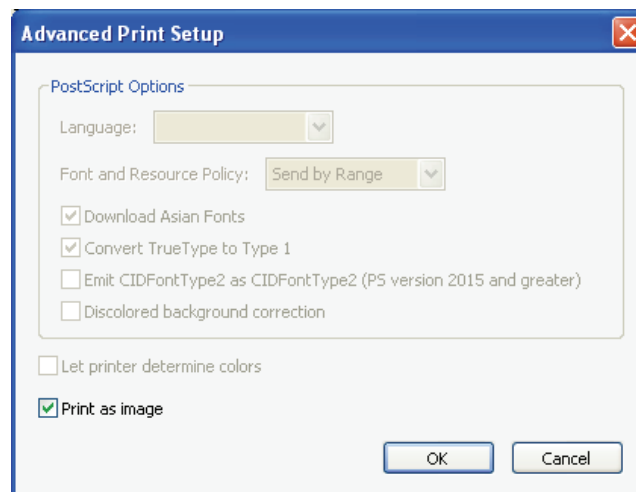 Advanced Print Setup
PostScript Options
Language:
Font and Resource Policy: Send by Range
Download Asian Fonts
Convert TrueType to Type 1
Emit CIDFontType2 as CIDFontType2 (PS version 2015 and greater)
Discolored background correction
Let printer determine colors
Print as image
OK Cancel